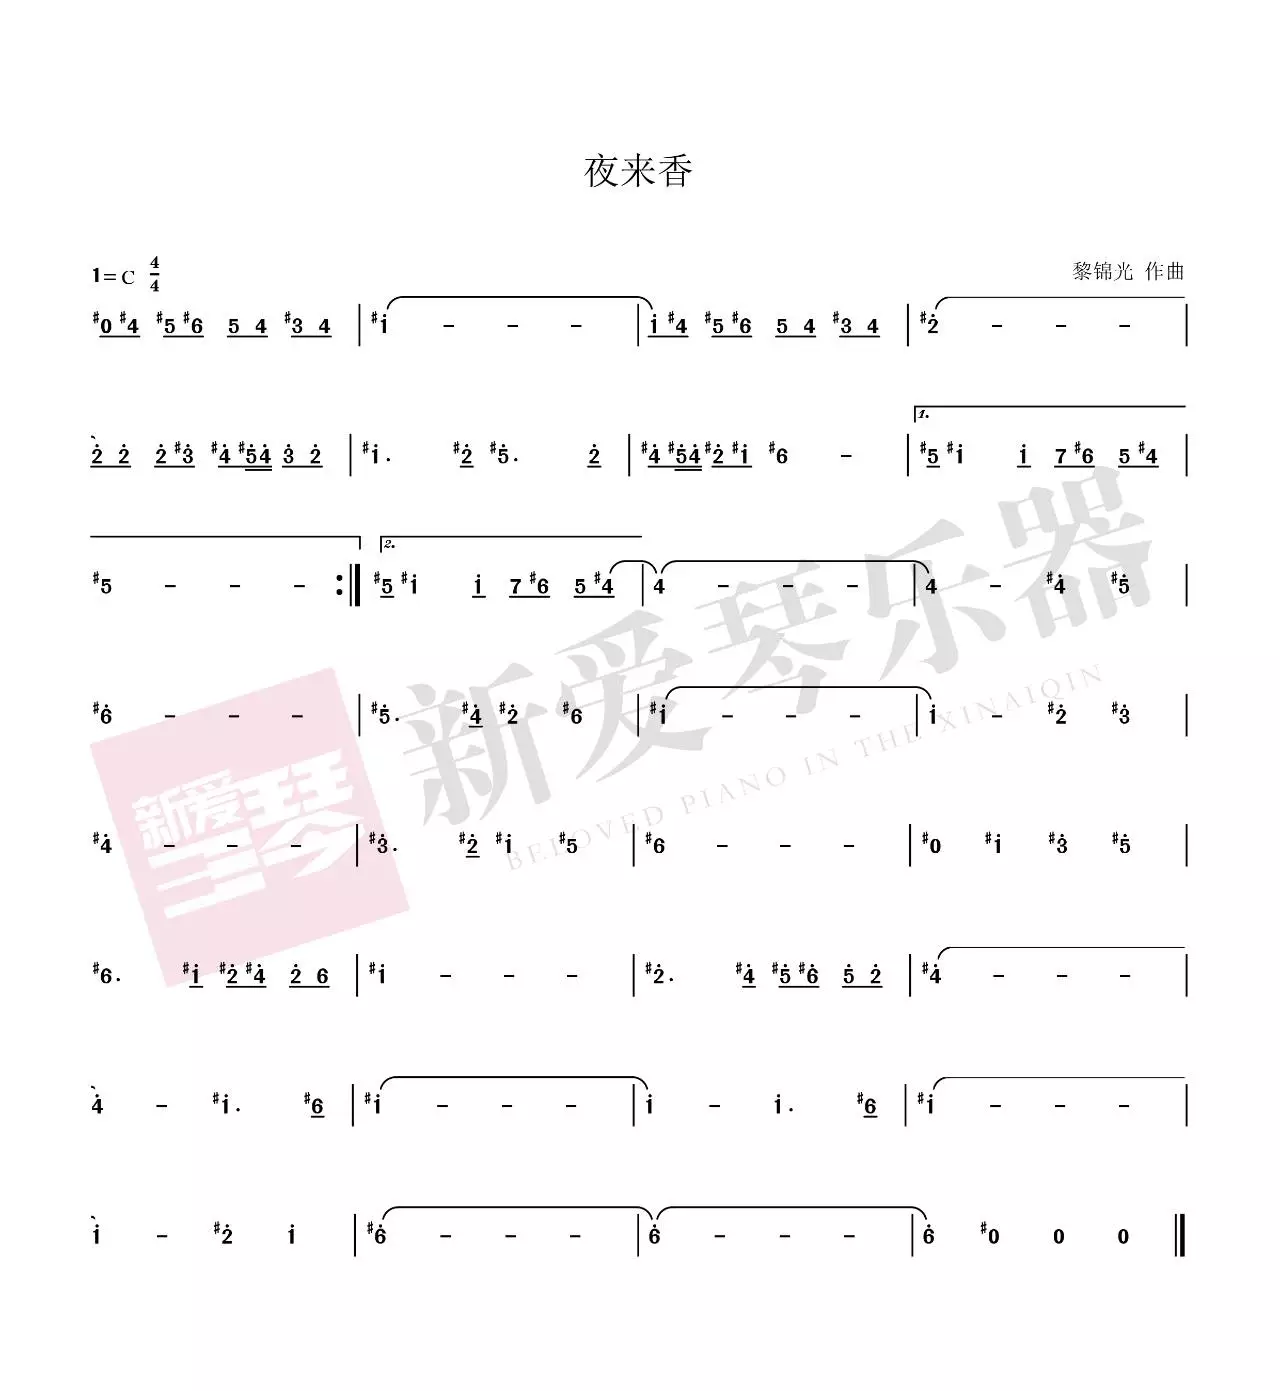 夜来香
1=C 4/4
黎锦光 作曲
#0 #4 #5 #6 5 4 #3 4 | #i - - - | i #4 #5 #6 5 4 #3 4 | #2̇ - - - |
1.
2̇ 2̇ 2̇ #3̇ #4̇ #5̇ 4̇ 3̇ 2̇ | #i. #2̇ #5̇. 2̇ | #4̇ #5̇ #4̇ #2̇ #i #6 - | #5 #i i 7 #6 5 #4 |
2.
#5 - - - :| #5 #i i 7 #6 5 #4 | 4 - - - | 4 - #4̇ #5̇ |
#6̇ - - - | #5̇. #4̇ #2̇ #6 | #i - - - | i - #2̇ #3̇ |
#4̇ - - - | #3̇. #2̇ #i #5 | #6 - - - | #0 #i #3̇ #5̇ |
#6. #i #2̇ #4̇ 2̇ 6 | #i - - - | #2̇. #4̇ #5̇ #6̇ 5̇ 2̇ | #4̇ - - - |
4̇ - #i. #6 | #i - - - | i - i. #6 | #i - - - |
i - #2̇ i | #6̇ - - - | 6̇ - - - | 6̇ #0 0 0 ||
新爱琴乐器
BELOVED PIANO IN THE XINAIQIN
新爱琴